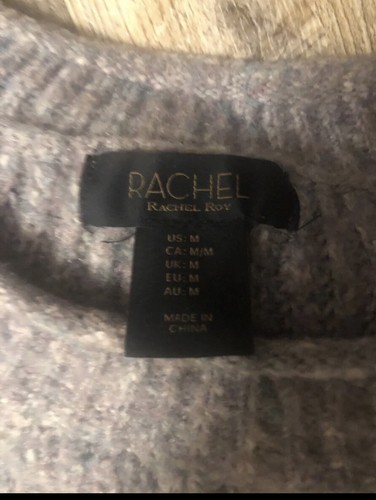 RACHEL
RACHEL ROY
US: M
CA: M/M
UK: M
EU: M
AU: M
MADE IN
CHINA